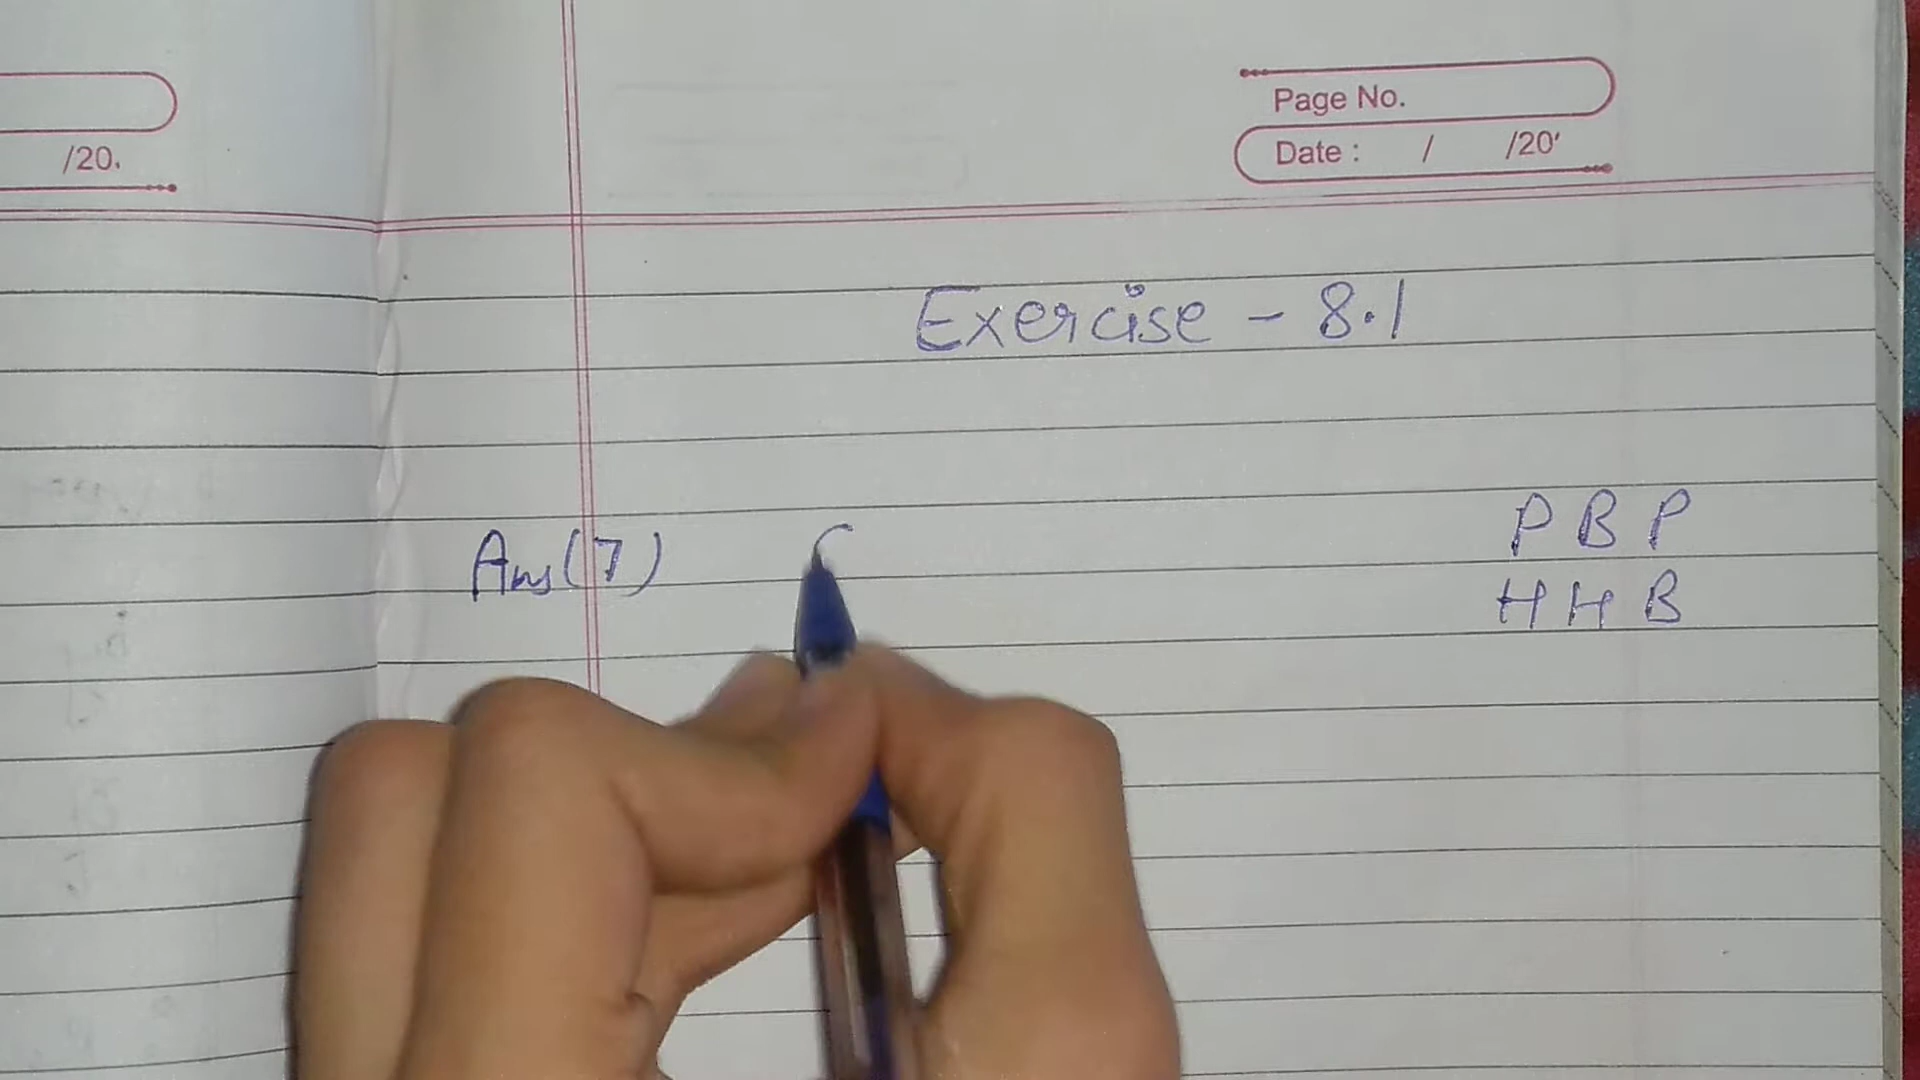 Page No.
/20.
Date : / /20'
Exercise - 8.1
P B P
Ans(7)
H H B